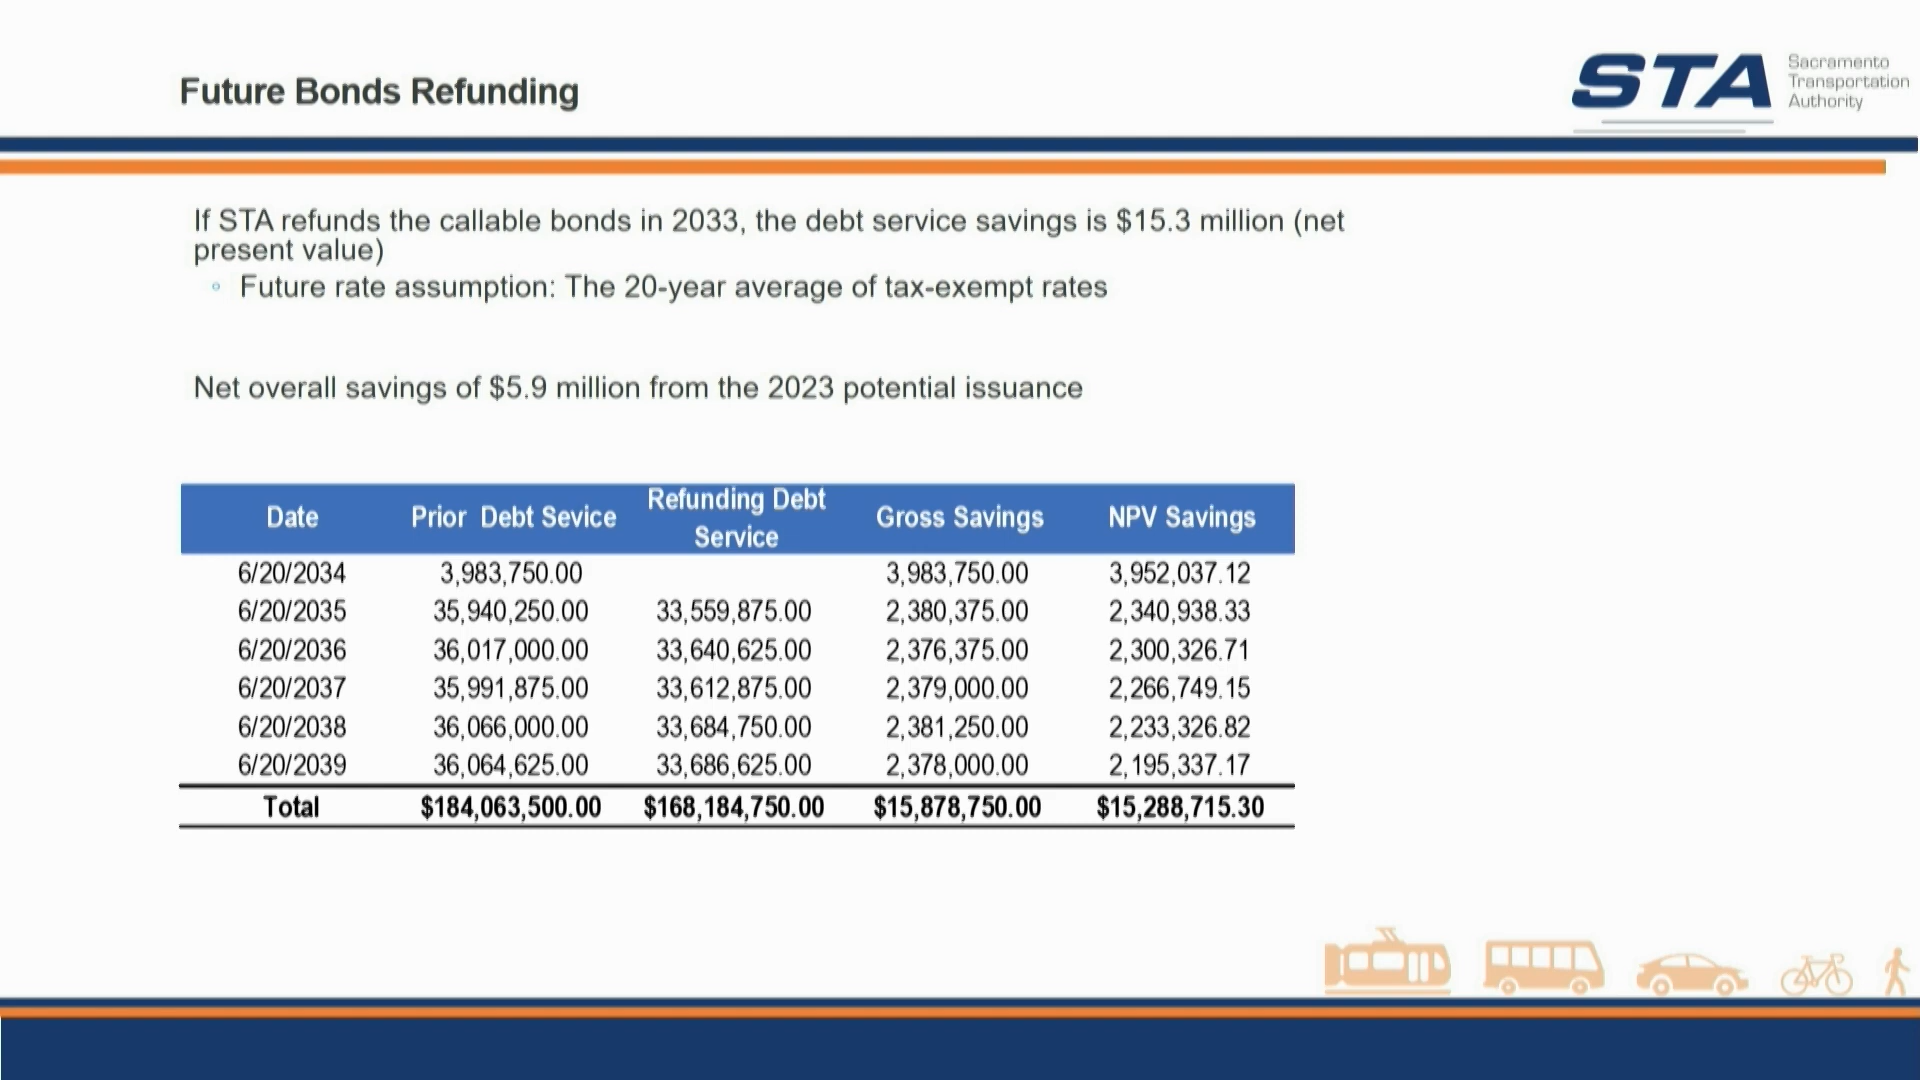 Future Bonds Refunding
STA
Sacramento
Transportation
Authority
If STA refunds the callable bonds in 2033, the debt service savings is $15.3 million (net
present value)
Future rate assumption: The 20-year average of tax-exempt rates
Net overall savings of $5.9 million from the 2023 potential issuance
Date Prior Debt Sevice Refunding Debt Service Gross Savings NPV Savings
6/20/2034 3,983,750.00 3,983,750.00 3,952,037.12
6/20/2035 35,940,250.00 33,559,875.00 2,380,375.00 2,340,938.33
6/20/2036 36,017,000.00 33,640,625.00 2,376,375.00 2,300,326.71
6/20/2037 35,991,875.00 33,612,875.00 2,379,000.00 2,266,749.15
6/20/2038 36,066,000.00 33,684,750.00 2,381,250.00 2,233,326.82
6/20/2039 36,064,625.00 33,686,625.00 2,378,000.00 2,195,337.17
Total $184,063,500.00 $168,184,750.00 $15,878,750.00 $15,288,715.30